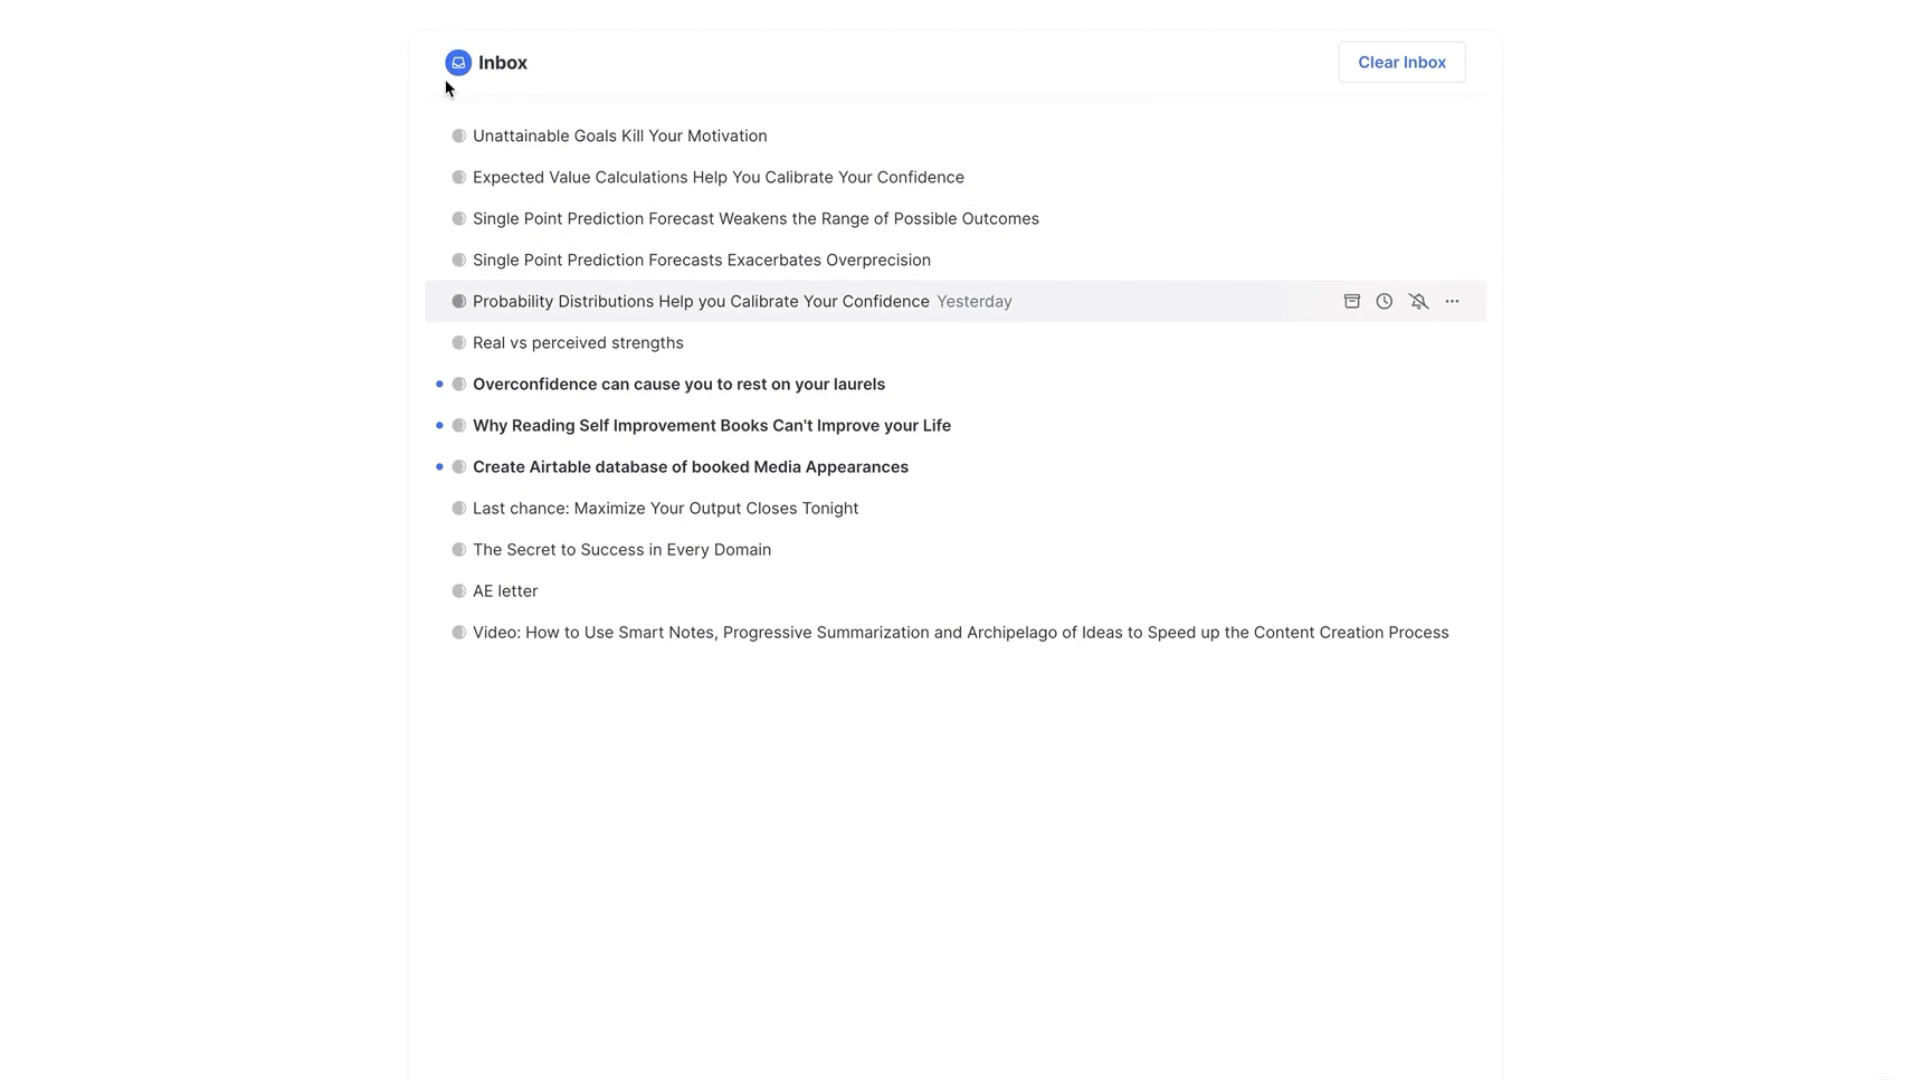 Inbox
Clear Inbox
Unattainable Goals Kill Your Motivation
Expected Value Calculations Help You Calibrate Your Confidence
Single Point Prediction Forecast Weakens the Range of Possible Outcomes
Single Point Prediction Forecasts Exacerbates Overprecision
Probability Distributions Help you Calibrate Your Confidence Yesterday
Real vs perceived strengths
Overconfidence can cause you to rest on your laurels
Why Reading Self Improvement Books Can't Improve your Life
Create Airtable database of booked Media Appearances
Last chance: Maximize Your Output Closes Tonight
The Secret to Success in Every Domain
AE letter
Video: How to Use Smart Notes, Progressive Summarization and Archipelago of Ideas to Speed up the Content Creation Process